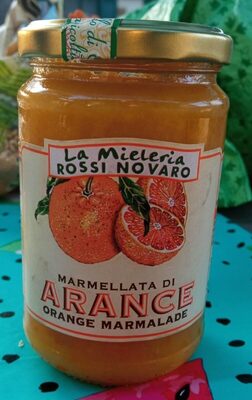 La Mieleria
ROSSI NOVARO
MARMELLATA DI
ARANCE
ORANGE MARMALADE